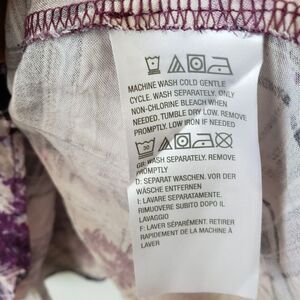 MACHINE WASH COLD GENTLE
CYCLE. WASH SEPARATELY. ONLY
NON-CHLORINE BLEACH WHEN
NEEDED. TUMBLE DRY LOW. REMOVE
PROMPTLY. LOW IRON IF NEEDED
30
GB: WASH SEPARATELY. REMOVE
PROMPTLY
D: SEPARAT WASCHEN. VOR DER
WÄSCHE ENTFERNEN
I: LAVARE SEPARATAMENTE.
RIMUOVERE SUBITO DOPO IL
LAVAGGIO
F: LAVER SÉPARÉMENT. RETIRER
RAPIDEMENT DE LA MACHINE À
LAVER